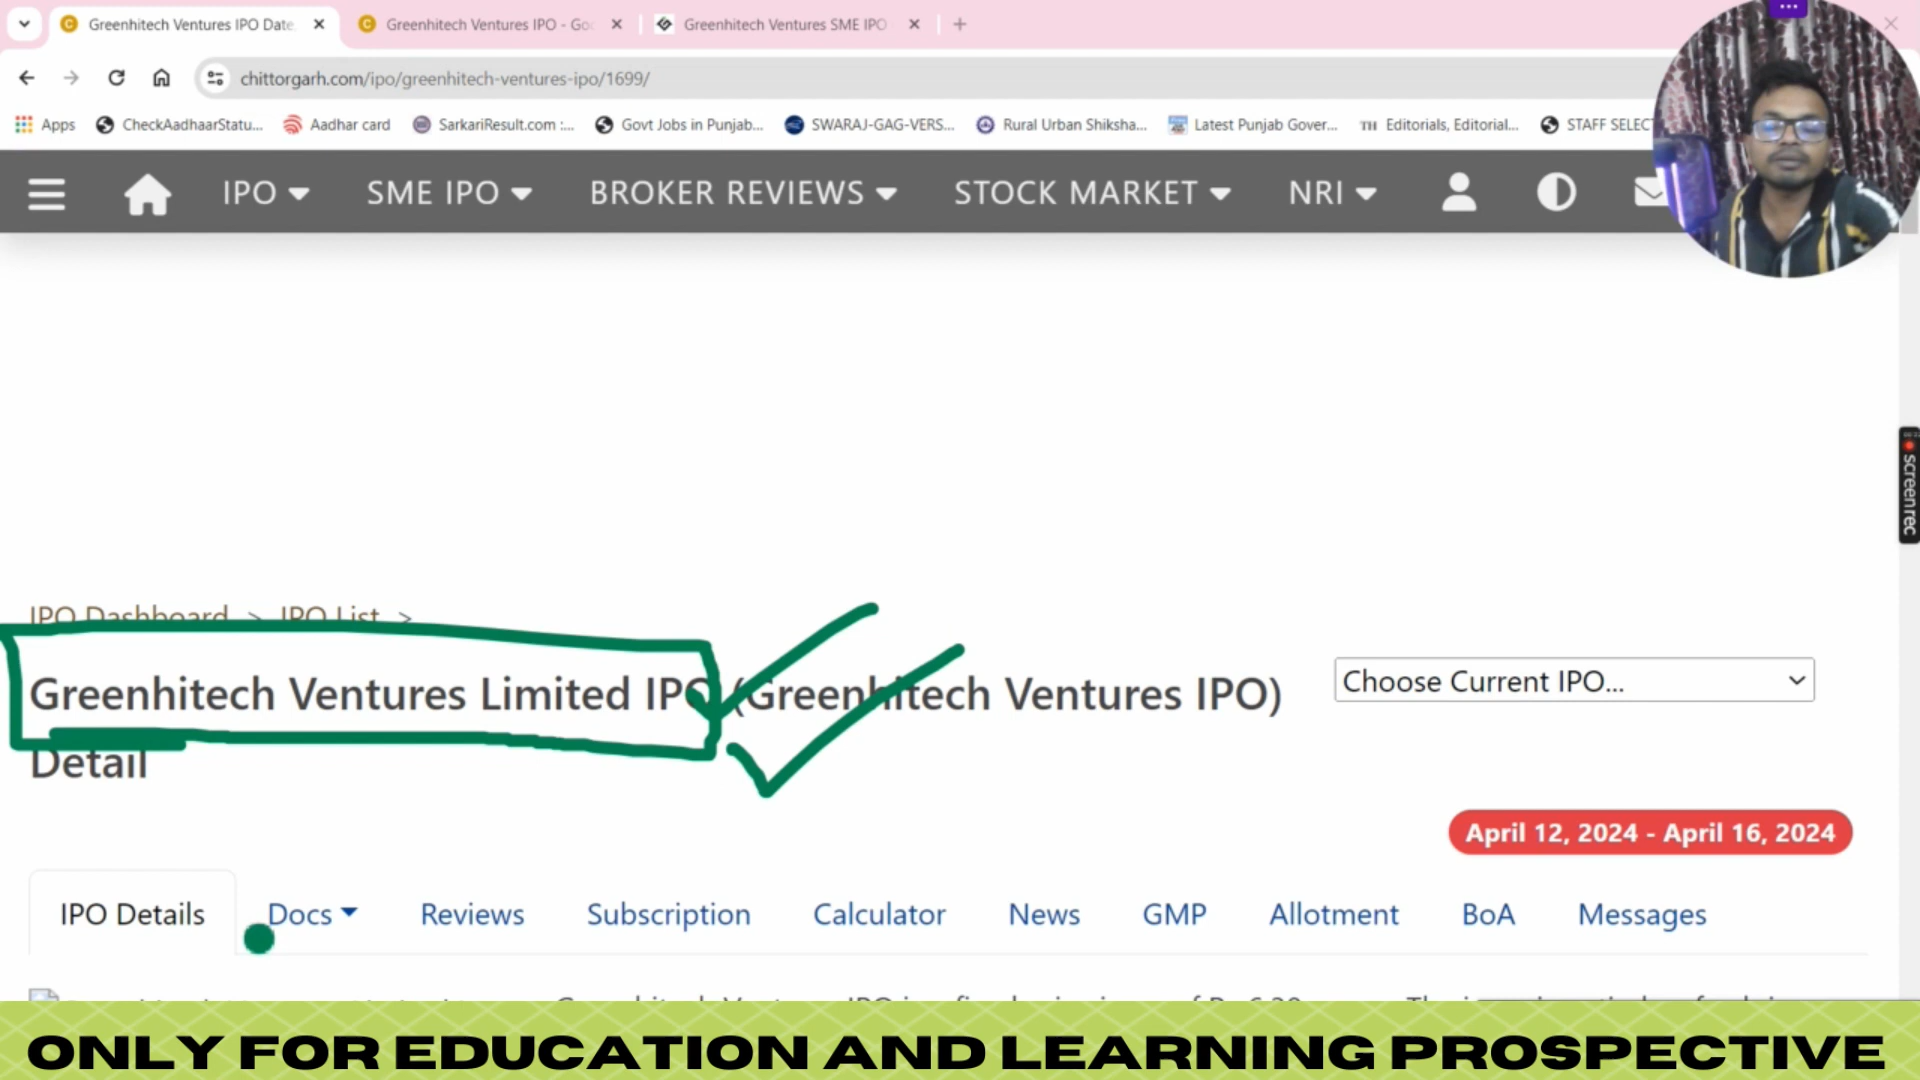 Greenhitech Ventures IPO Date,
Greenhitech Ventures IPO - Goo
Greenhitech Ventures SME IPO
chittorgarh.com/ipo/greenhitech-ventures-ipo/1699/
Apps
CheckAadhaarStatu...
Aadhar card
SarkariResult.com :...
Govt Jobs in Punjab...
SWARAJ-GAG-VERS...
Rural Urban Shiksha...
Latest Punjab Gover...
TH Editorials, Editorial...
STAFF SELEC
IPO
SME IPO
BROKER REVIEWS
STOCK MARKET
NRI
screenrec
IPO Dashboard > IPO List >
Greenhitech Ventures Limited IPO (Greenhitech Ventures IPO)
Detail
Choose Current IPO...
April 12, 2024 - April 16, 2024
IPO Details
Docs
Reviews
Subscription
Calculator
News
GMP
Allotment
BoA
Messages
ONLY FOR EDUCATION AND LEARNING PROSPECTIVE